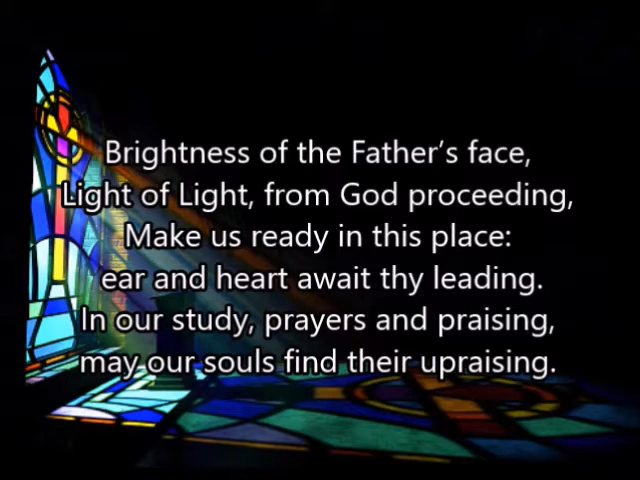 Brightness of the Father’s face,
Light of Light, from God proceeding,
Make us ready in this place:
ear and heart await thy leading.
In our study, prayers and praising,
may our souls find their upraising.